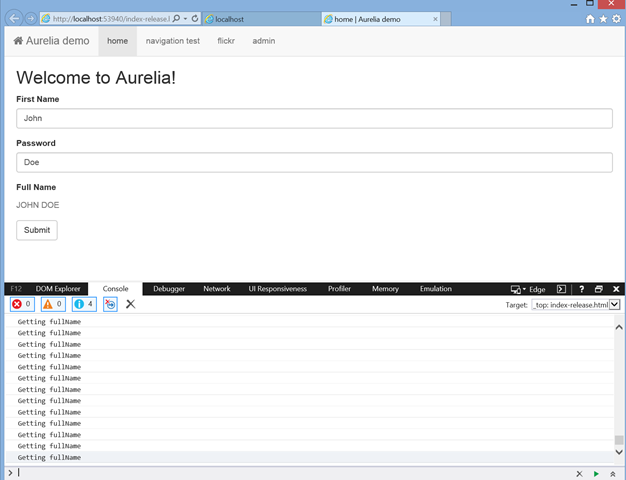 http://localhost:53940/index-release.l
localhost
home | Aurelia demo
Aurelia demo
home
navigation test
flickr
admin
Welcome to Aurelia!
First Name
John
Password
Doe
Full Name
JOHN DOE
Submit
F12
DOM Explorer
Console
Debugger
Network
UI Responsiveness
Profiler
Memory
Emulation
Edge
?
0
0
4
Target:
_top: index-release.html
Getting fullName
Getting fullName
Getting fullName
Getting fullName
Getting fullName
Getting fullName
Getting fullName
Getting fullName
Getting fullName
Getting fullName
Getting fullName
Getting fullName
Getting fullName